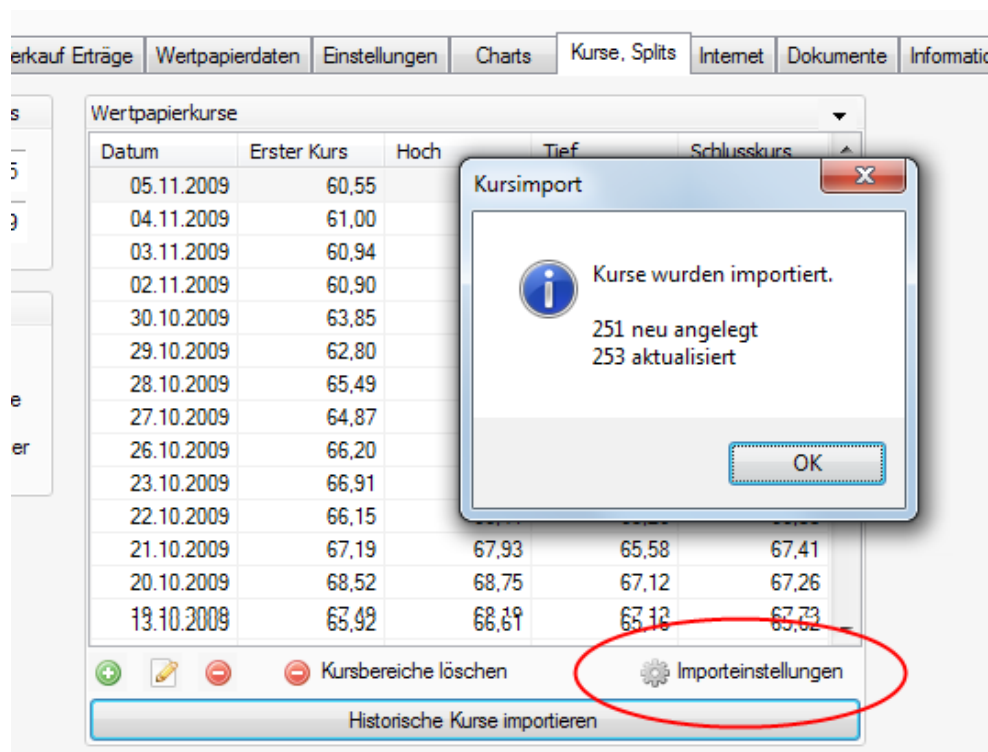 erkauf Erträge Wertpapierdaten Einstellungen Charts Kurse, Splits Internet Dokumente Informatio
s
5
9
e
er
Wertpapierkurse
Datum Erster Kurs Hoch Tief Schlusskurs
05.11.2009 60,55
04.11.2009 61,00
03.11.2009 60,94
02.11.2009 60,90
30.10.2009 63,85
29.10.2009 62,80
28.10.2009 65,49
27.10.2009 64,87
26.10.2009 66,20
23.10.2009 66,91
22.10.2009 66,15
21.10.2009 67,19 67,93 65,58 67,41
20.10.2009 68,52 68,75 67,12 67,26
Kursimport
Kurse wurden importiert.
251 neu angelegt
253 aktualisiert
OK
Kursbereiche löschen Importeinstellungen
Historische Kurse importieren